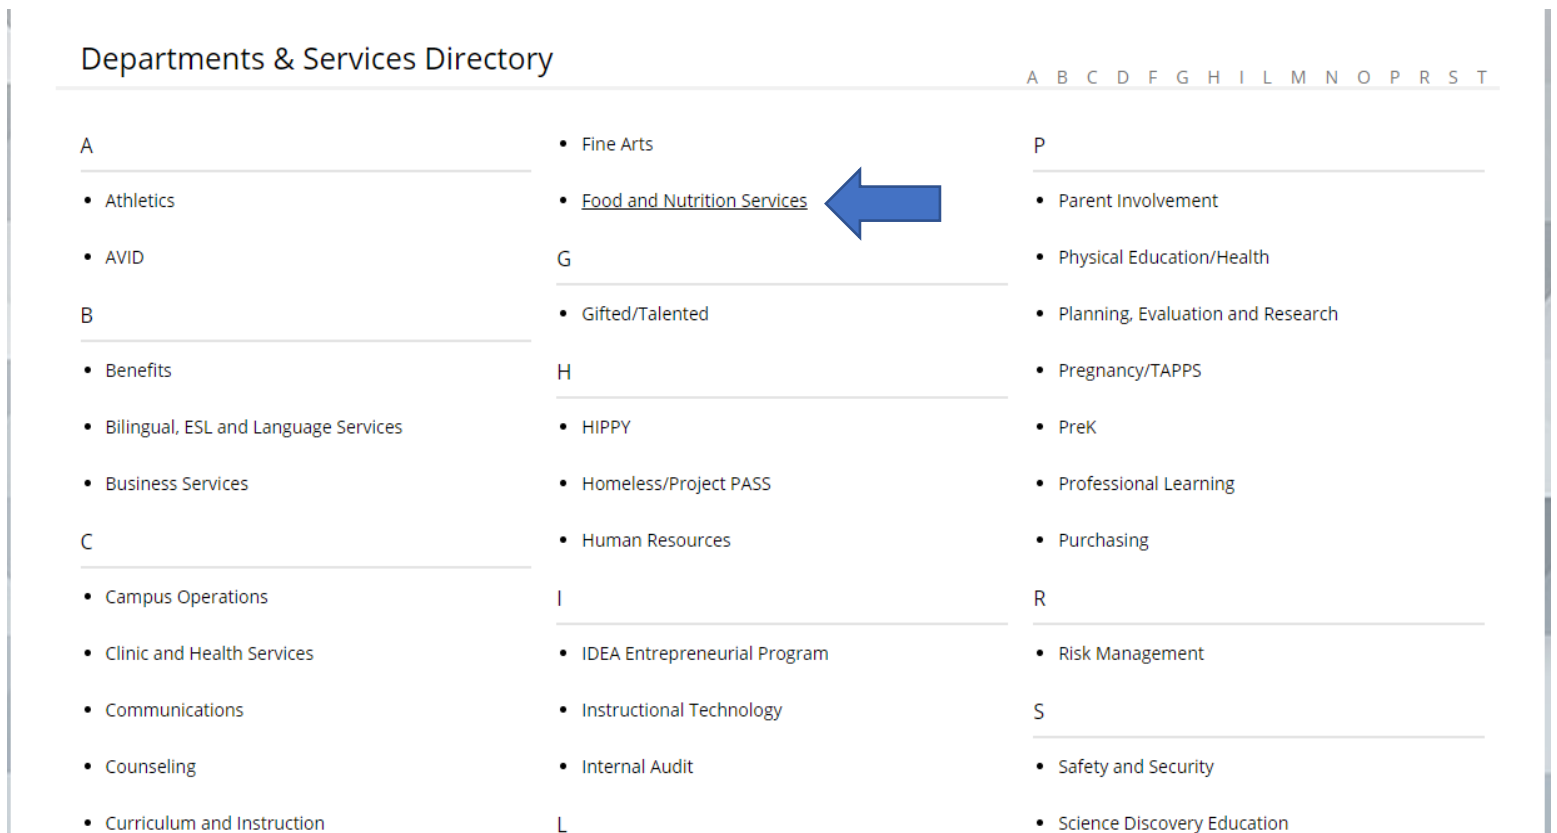 Departments & Services Directory
A B C D F G H I L M N O P R S T
A
Athletics
AVID
B
Benefits
Bilingual, ESL and Language Services
Business Services
C
Campus Operations
Clinic and Health Services
Communications
Counseling
Curriculum and Instruction
Fine Arts
Food and Nutrition Services
G
Gifted/Talented
H
HIPPY
Homeless/Project PASS
Human Resources
I
IDEA Entrepreneurial Program
Instructional Technology
Internal Audit
L
P
Parent Involvement
Physical Education/Health
Planning, Evaluation and Research
Pregnancy/TAPPS
PreK
Professional Learning
Purchasing
R
Risk Management
S
Safety and Security
Science Discovery Education